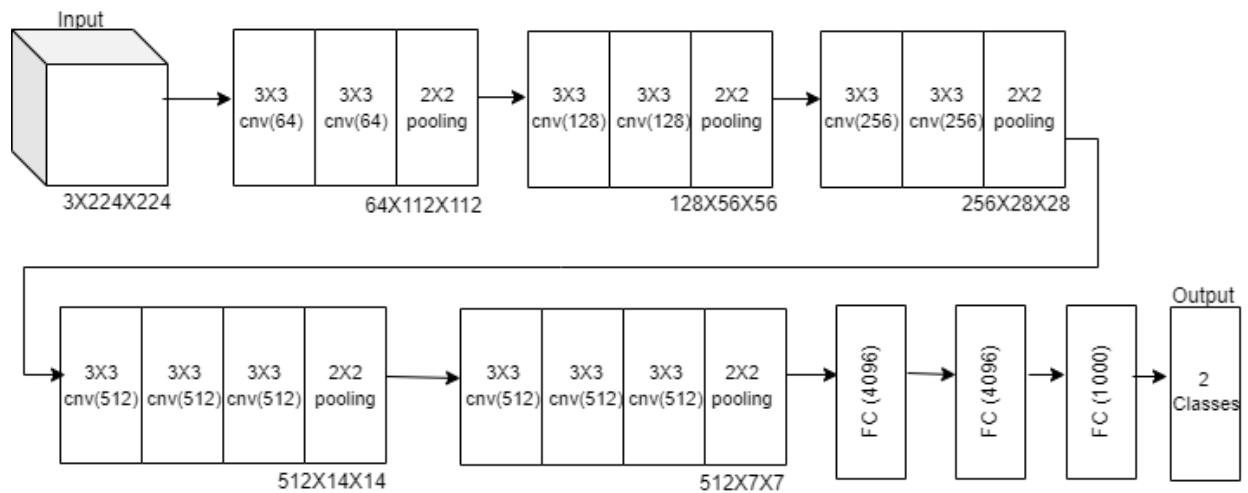 Input
3X3
cnv(64)
3X3
cnv(64)
2X2
pooling
3X3
cnv(128)
3X3
cnv(128)
2X2
pooling
3X3
cnv(256)
3X3
cnv(256)
2X2
pooling
3X224X224
64X112X112
128X56X56
256X28X28
3X3
cnv(512)
3X3
cnv(512)
3X3
cnv(512)
2X2
pooling
3X3
cnv(512)
3X3
cnv(512)
3X3
cnv(512)
2X2
pooling
FC (4096)
FC (4096)
FC (1000)
Output
2
Classes
512X14X14
512X7X7